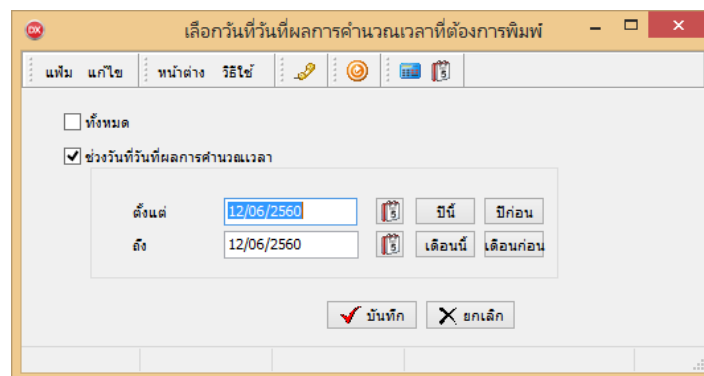 DX เลือกวันที่วันที่ผลการคำนวณเวลาที่ต้องการพิมพ์
แฟ้ม แก้ไข หน้าต่าง วิธีใช้ 5
ทั้งหมด
ช่วงวันที่วันที่ผลการคำนวณเวลา
ตั้งแต่ 12/06/2560 5 ปีนี้ ปีก่อน
ถึง 12/06/2560 5 เดือนนี้ เดือนก่อน
บันทึก ยกเลิก